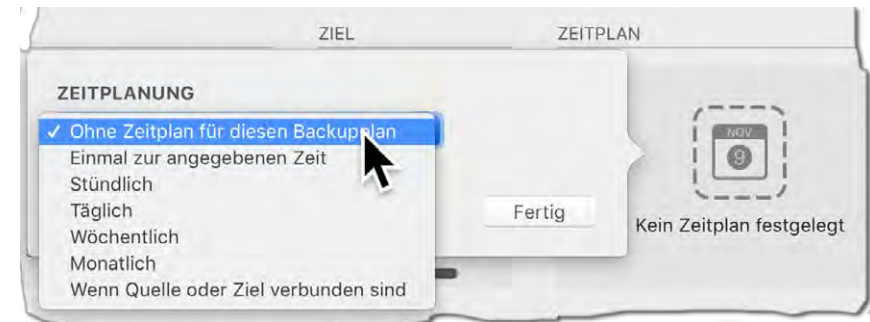 ZIEL
ZEITPLAN
ZEITPLANUNG
✓ Ohne Zeitplan für diesen Backupplan
Einmal zur angegebenen Zeit
Stündlich
Täglich
Wöchentlich
Monatlich
Wenn Quelle oder Ziel verbunden sind
Fertig
NOV
9
Kein Zeitplan festgelegt